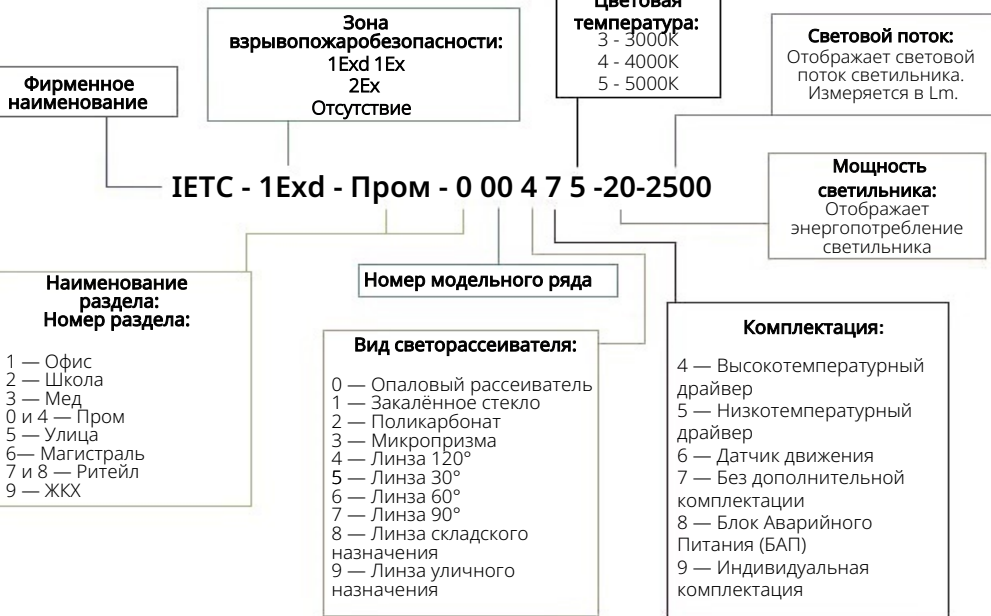 Цветовая
температура:
3 - 3000К
4 - 4000К
5 - 5000К
Зона
взрывопожаробезопасности:
1Exd 1Ex
2Ex
Отсутствие
Световой поток:
Отображает световой
поток светильника.
Измеряется в Lm.
Фирменное
наименование
IETC - 1Exd - Пром - 0 00 4 7 5 -20-2500
Мощность
светильника:
Отображает
энергопотребление
светильника
Наименование
раздела:
Номер раздела:
1 — Офис
2 — Школа
3 — Мед
0 и 4 — Пром
5 — Улица
6— Магистраль
7 и 8 — Ритейл
9 — ЖКХ
Номер модельного ряда
Вид светорассеивателя:
0 — Опаловый рассеиватель
1 — Закалённое стекло
2 — Поликарбонат
3 — Микропризма
4 — Линза 120°
5 — Линза 30°
6 — Линза 60°
7 — Линза 90°
8 — Линза складского
назначения
9 — Линза уличного
назначения
Комплектация:
4 — Высокотемпературный
драйвер
5 — Низкотемпературный
драйвер
6 — Датчик движения
7 — Без дополнительной
комплектации
8 — Блок Аварийного
Питания (БАП)
9 — Индивидуальная
комплектация